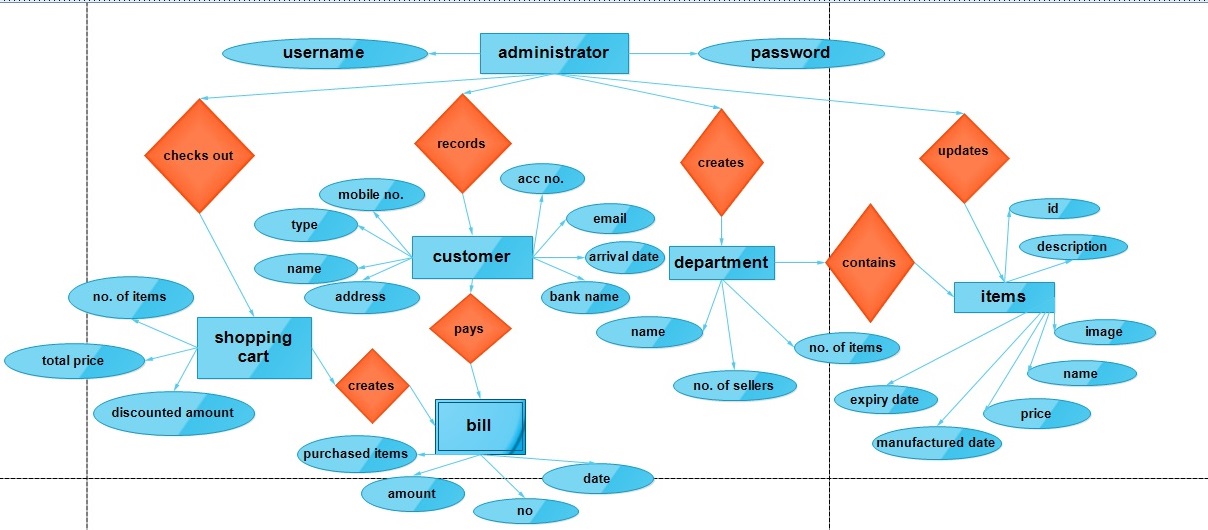 username
administrator
password
checks out
records
creates
updates
mobile no.
acc no.
type
email
id
description
customer
arrival date
department
contains
name
address
bank name
items
no. of items
shopping
cart
pays
name
no. of items
image
total price
creates
no. of sellers
name
expiry date
price
discounted amount
bill
manufactured date
purchased items
date
amount
no